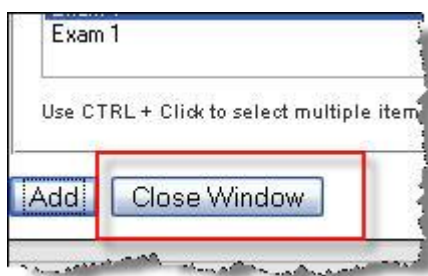 Exam 1
Use CTRL + Click to select multiple item
Add
Close Window